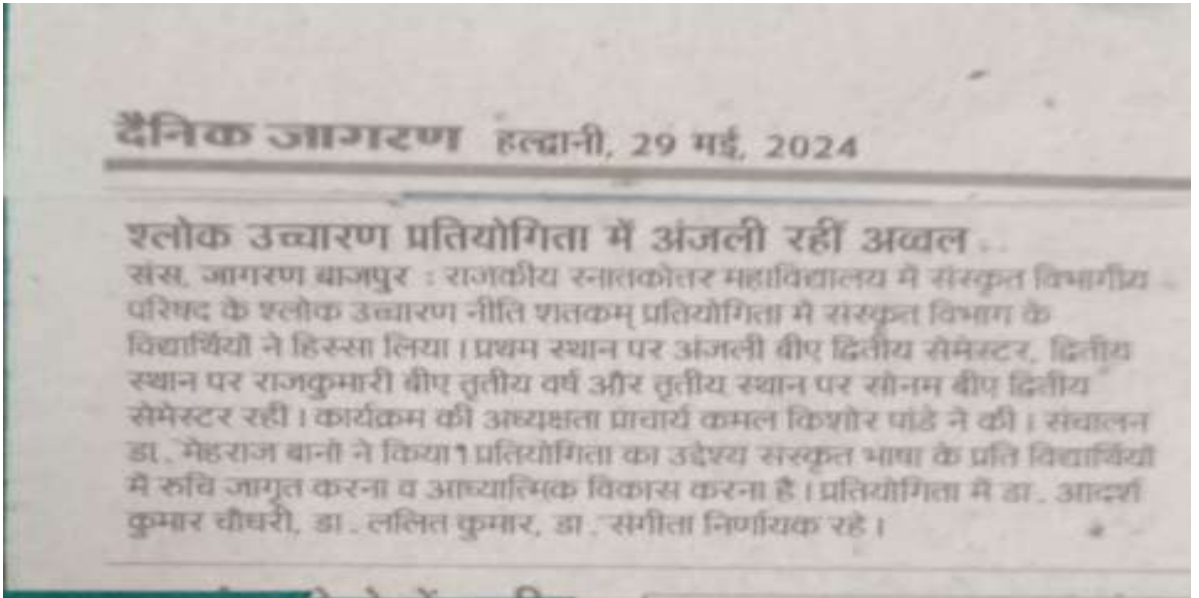 दैनिक जागरण हल्द्वानी, 29 मई, 2024
श्लोक उच्चारण प्रतियोगिता में अंजली रहीं अव्वल
संस, जागरण बाजपुर : राजकीय स्नातकोत्तर महाविद्यालय में संस्कृत विभागीय
परिषद के श्लोक उच्चारण नीति शतकम् प्रतियोगिता में संस्कृत विभाग के
विद्यार्थियों ने हिस्सा लिया। प्रथम स्थान पर अंजली बीए द्वितीय सेमेस्टर, द्वितीय
स्थान पर राजकुमारी बीए तृतीय वर्ष और तृतीय स्थान पर सोनम बीए द्वितीय
सेमेस्टर रही। कार्यक्रम की अध्यक्षता प्राचार्य कमल किशोर पांडे ने की। संचालन
डा. मेहराज बानो ने किया1 प्रतियोगिता का उद्देश्य संस्कृत भाषा के प्रति विद्यार्थियों
में रुचि जागृत करना व आध्यात्मिक विकास करना है। प्रतियोगिता में डा. आदर्श
कुमार चौधरी, डा. ललित कुमार, डा. संगीता निर्णायक रहे।